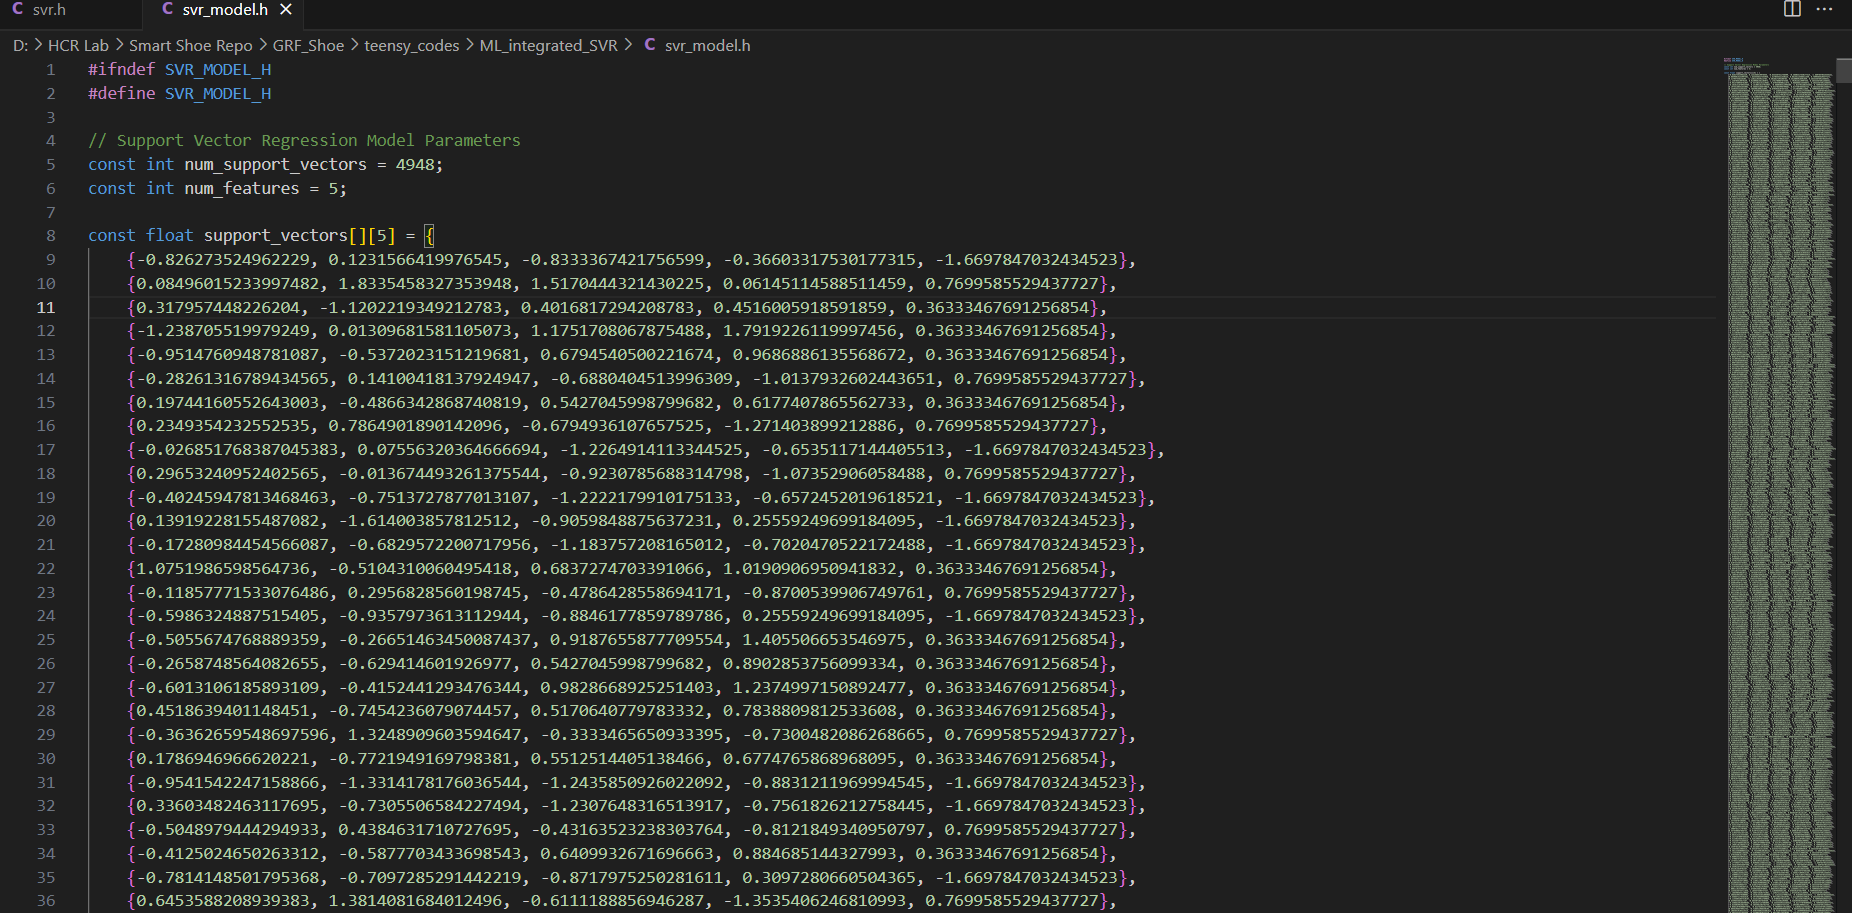 C svr.h
C svr_model.h ×
D: > HCR Lab > Smart Shoe Repo > GRF_Shoe > teensy_codes > ML_integrated_SVR > C svr_model.h
1 #ifndef SVR_MODEL_H
2 #define SVR_MODEL_H
3
4 // Support Vector Regression Model Parameters
5 const int num_support_vectors = 4948;
6 const int num_features = 5;
7
8 const float support_vectors[][5] = {
9 {-0.826273524962229, 0.1231566419976545, -0.8333367421756599, -0.36603317530177315, -1.6697847032434523},
10 {0.08496015233997482, 1.8335458327353948, 1.5170444321430225, 0.06145114588511459, 0.7699585529437727},
11 {0.317957448226204, -1.1202219349212783, 0.4016817294208783, 0.4516005918591859, 0.36333467691256854},
12 {-1.238705519979249, 0.01309681581105073, 1.1751708067875488, 1.7919226119997456, 0.36333467691256854},
13 {-0.9514760948781087, -0.5372023151219681, 0.6794540500221674, 0.9686886135568672, 0.36333467691256854},
14 {-0.28261316789434565, 0.14100418137924947, -0.6880404513996309, -1.0137932602443651, 0.7699585529437727},
15 {0.19744160552643003, -0.4866342868740819, 0.5427045998799682, 0.6177407865562733, 0.36333467691256854},
16 {0.2349354232552535, 0.7864901890142096, -0.6794936107657525, -1.271403899212886, 0.7699585529437727},
17 {-0.026851768387045383, 0.07556320364666694, -1.2264914113344525, -0.6535117144405513, -1.6697847032434523},
18 {0.29653240952402565, -0.013674493261375544, -0.9230785688314798, -1.07352906058488, 0.7699585529437727},
19 {-0.40245947813468463, -0.7513727877013107, -1.2222179910175133, -0.6572452019618521, -1.6697847032434523},
20 {0.13919228155487082, -1.614003857812512, -0.9059848875637231, 0.25559249699184095, -1.6697847032434523},
21 {-0.17280984454566087, -0.6829572200717956, -1.183757208165012, -0.7020470522172488, -1.6697847032434523},
22 {1.0751986598564736, -0.5104310060495418, 0.6837274703391066, 1.0190906950941832, 0.36333467691256854},
23 {-0.11857771533076486, 0.2956828560198745, -0.4786428558694171, -0.8700539906749761, 0.7699585529437727},
24 {-0.5986324887515405, -0.9357973613112944, -0.8846177859789786, 0.25559249699184095, -1.6697847032434523},
25 {-0.5055674768889359, -0.26651463450087437, 0.9187655877709554, 1.405506653546975, 0.36333467691256854},
26 {-0.2658748564082655, -0.629414601926977, 0.5427045998799682, 0.8902853756099334, 0.36333467691256854},
27 {-0.6013106185893109, -0.4152441293476344, 0.9828668925251403, 1.2374997150892477, 0.36333467691256854},
28 {0.4518639401148451, -0.7454236079074457, 0.5170640779783332, 0.7838809812533608, 0.36333467691256854},
29 {-0.36362659548697596, 1.3248909603594647, -0.3333465650933395, -0.7300482086268665, 0.7699585529437727},
30 {0.1786946966620221, -0.7721949169798381, 0.5512514405138466, 0.6774765868968095, 0.36333467691256854},
31 {-0.9541542247158866, -1.3314178176036544, -1.2435850926022092, -0.8831211969994545, -1.6697847032434523},
32 {0.33603482463117695, -0.7305506584227494, -1.2307648316513917, -0.7561826212758445, -1.6697847032434523},
33 {-0.5048979444294933, 0.4384631710727695, -0.43163523238303764, -0.8121849340950797, 0.7699585529437727},
34 {-0.4125024650263312, -0.5877703433698543, 0.6409932671696663, 0.884685144327993, 0.36333467691256854},
35 {-0.7814148501795368, -0.7097285291442219, -0.8717975250281611, 0.3097280660504365, -1.6697847032434523},
36 {0.6453588208939383, 1.3814081684012496, -0.6111188856946287, -1.3535406246810993, 0.7699585529437727},